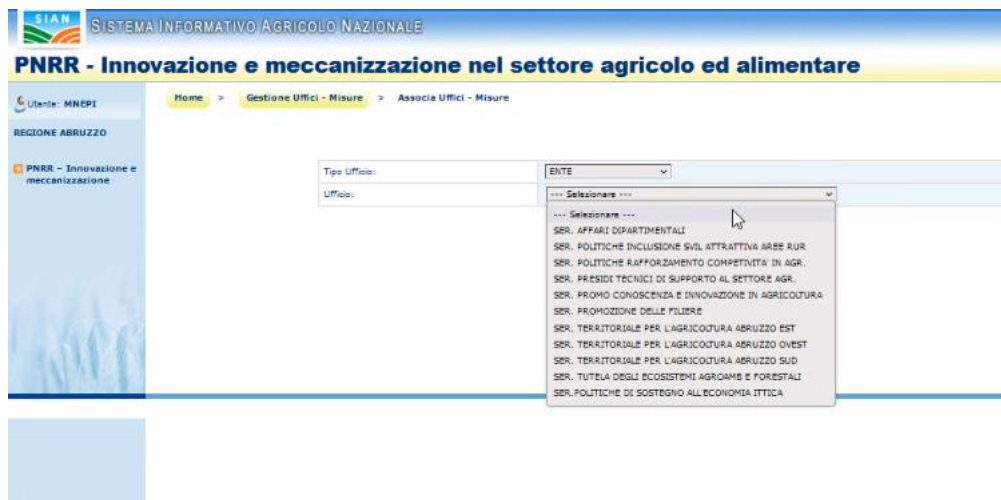 SIAN
SISTEMA INFORMATIVO AGRICOLO NAZIONALE
PNRR - Innovazione e meccanizzazione nel settore agricolo ed alimentare
Utente: MNEPI
Home > Gestione Uffici - Misure > Associa Uffici - Misure
REGIONE ABRUZZO
PNRR – Innovazione e
meccanizzazione
Tipo Ufficio: ENTE
Ufficio: --- Selezionare ---
--- Selezionare ---
SER. AFFARI DIPARTIMENTALI
SER. POLITICHE INCLUSIONE SVIL ATTRATTIVA AREE RUR
SER. POLITICHE RAFFORZAMENTO COMPETIVITA' IN AGR.
SER. PRESIDI TECNICI DI SUPPORTO AL SETTORE AGR.
SER. PROMO CONOSCENZA E INNOVAZIONE IN AGRICOLTURA
SER. PROMOZIONE DELLE FILIERE
SER. TERRITORIALE PER L'AGRICOLTURA ABRUZZO EST
SER. TERRITORIALE PER L'AGRICOLTURA ABRUZZO OVEST
SER. TERRITORIALE PER L'AGRICOLTURA ABRUZZO SUD
SER. TUTELA DEGLI ECOSISTEMI AGROAMB E FORESTALI
SER.POLITICHE DI SOSTEGNO ALL'ECONOMIA ITTICA